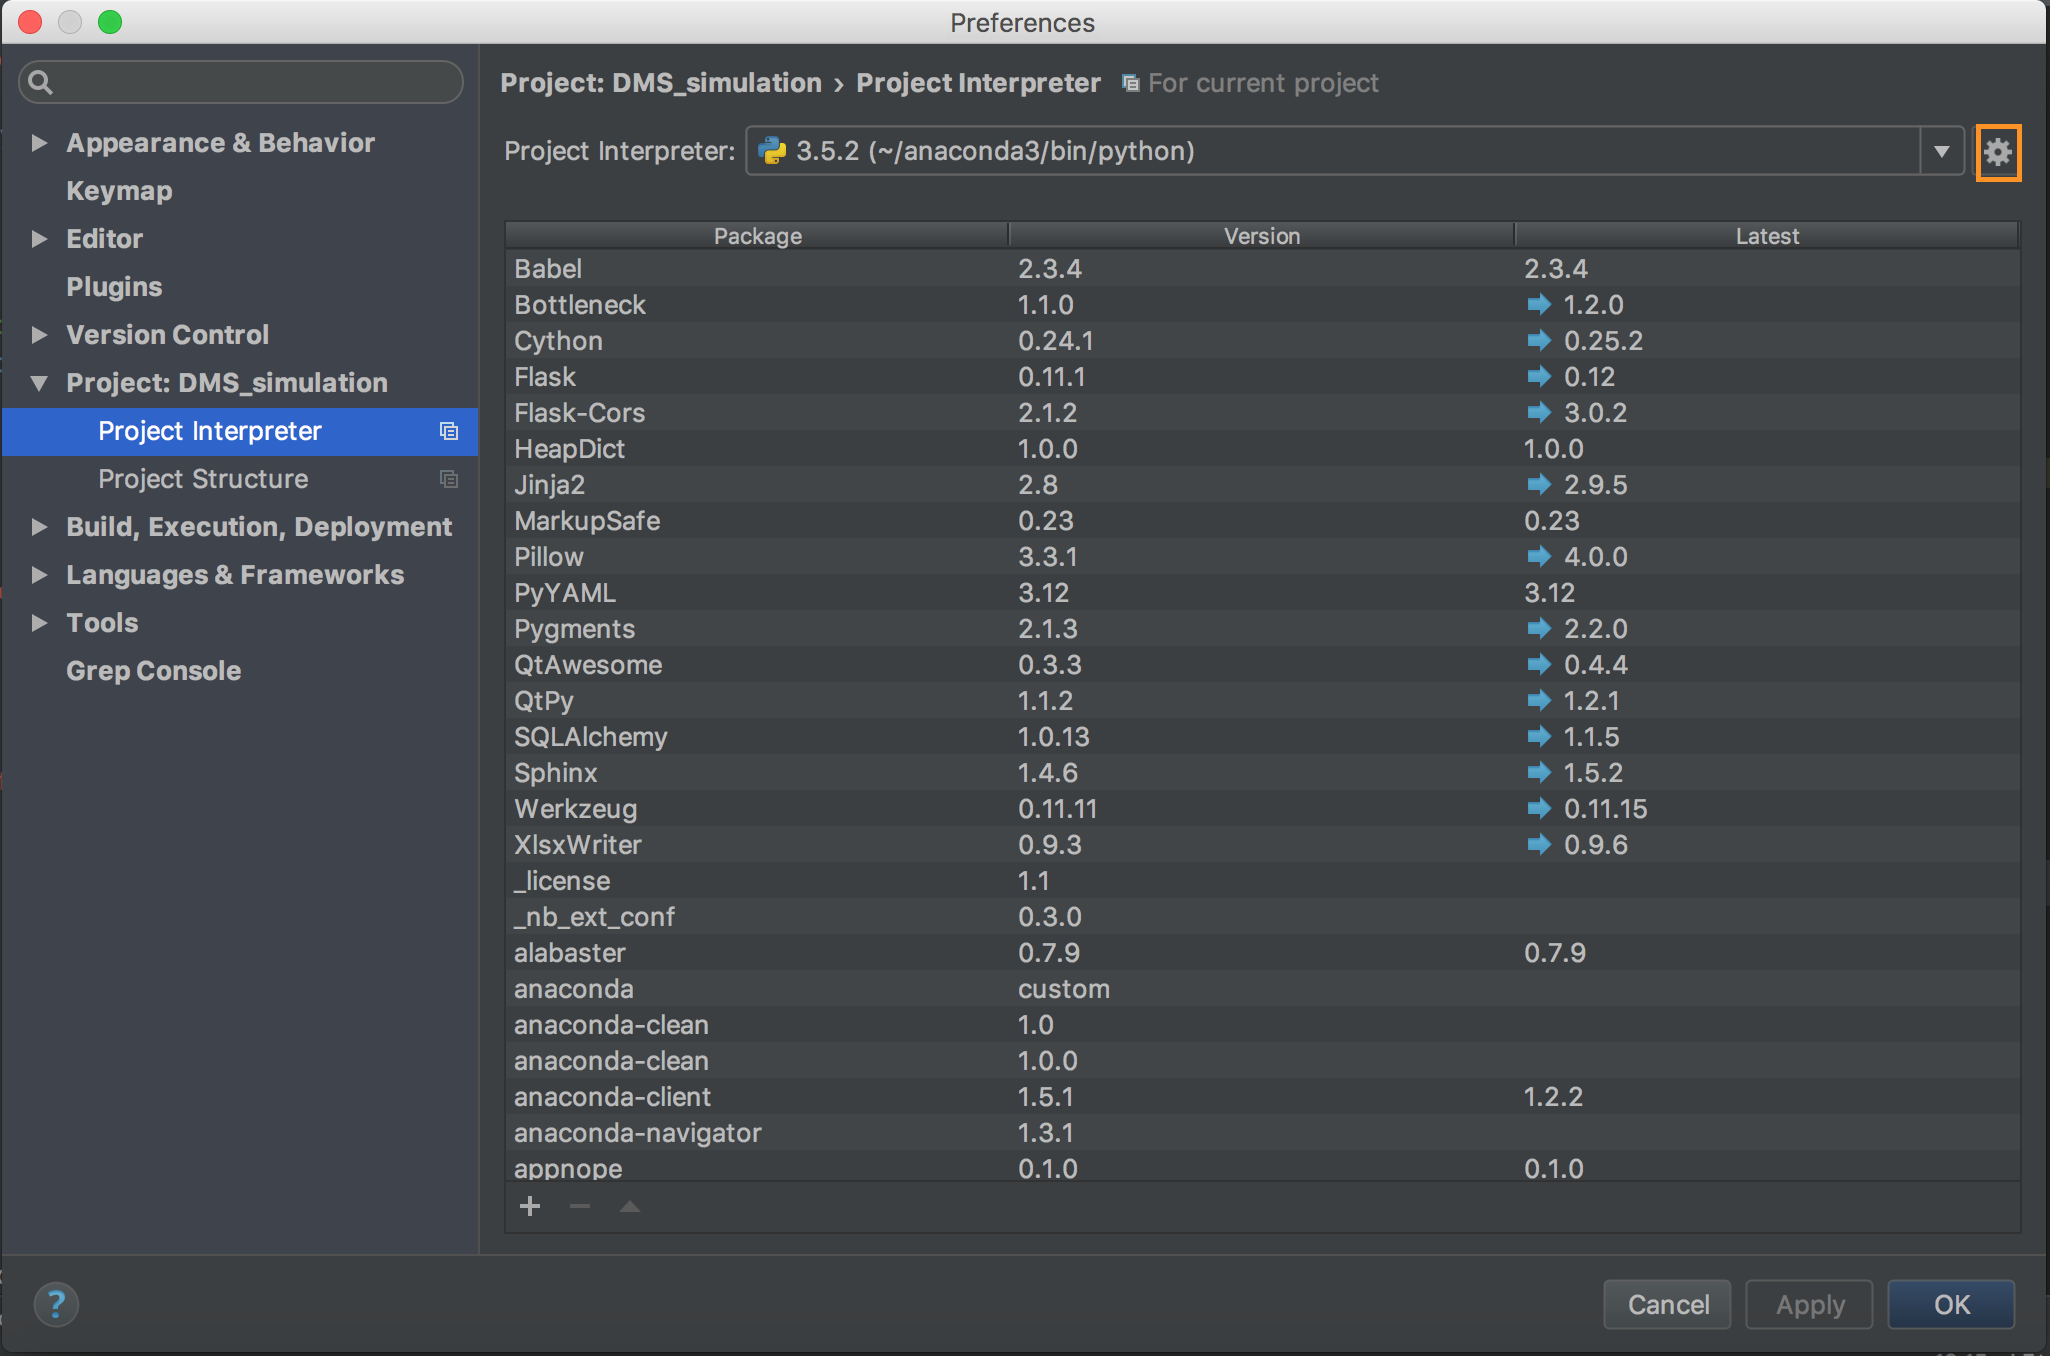 Preferences
Project: DMS_simulation › Project Interpreter For current project
Appearance & Behavior
Keymap
Editor
Plugins
Version Control
Project: DMS_simulation
Project Interpreter
Project Structure
Build, Execution, Deployment
Languages & Frameworks
Tools
Grep Console
Project Interpreter: 3.5.2 (~/anaconda3/bin/python)
Package Version Latest
Babel 2.3.4 2.3.4
Bottleneck 1.1.0 1.2.0
Cython 0.24.1 0.25.2
Flask 0.11.1 0.12
Flask-Cors 2.1.2 3.0.2
HeapDict 1.0.0 1.0.0
Jinja2 2.8 2.9.5
MarkupSafe 0.23 0.23
Pillow 3.3.1 4.0.0
PyYAML 3.12 3.12
Pygments 2.1.3 2.2.0
QtAwesome 0.3.3 0.4.4
QtPy 1.1.2 1.2.1
SQLAlchemy 1.0.13 1.1.5
Sphinx 1.4.6 1.5.2
Werkzeug 0.11.11 0.11.15
XlsxWriter 0.9.3 0.9.6
_license 1.1
_nb_ext_conf 0.3.0
alabaster 0.7.9 0.7.9
anaconda custom
anaconda-clean 1.0
anaconda-clean 1.0.0
anaconda-client 1.5.1 1.2.2
anaconda-navigator 1.3.1
appnope 0.1.0 0.1.0
?
Cancel Apply OK